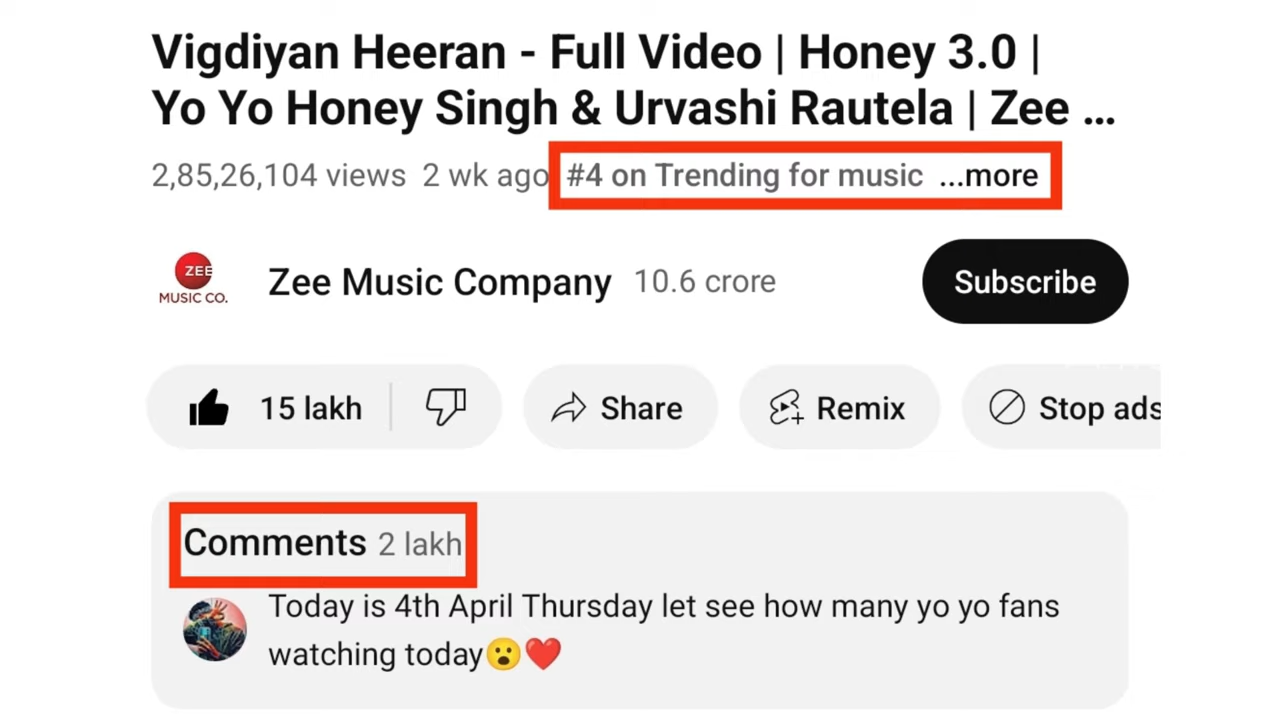 Vigdiyan Heeran - Full Video | Honey 3.0 |
Yo Yo Honey Singh & Urvashi Rautela | Zee ...
2,85,26,104 views 2 wk ago #4 on Trending for music ...more
ZEE
MUSIC CO.
Zee Music Company 10.6 crore
Subscribe
15 lakh
Share
Remix
Stop ads
Comments 2 lakh
Today is 4th April Thursday let see how many yo yo fans
watching today😮❤️